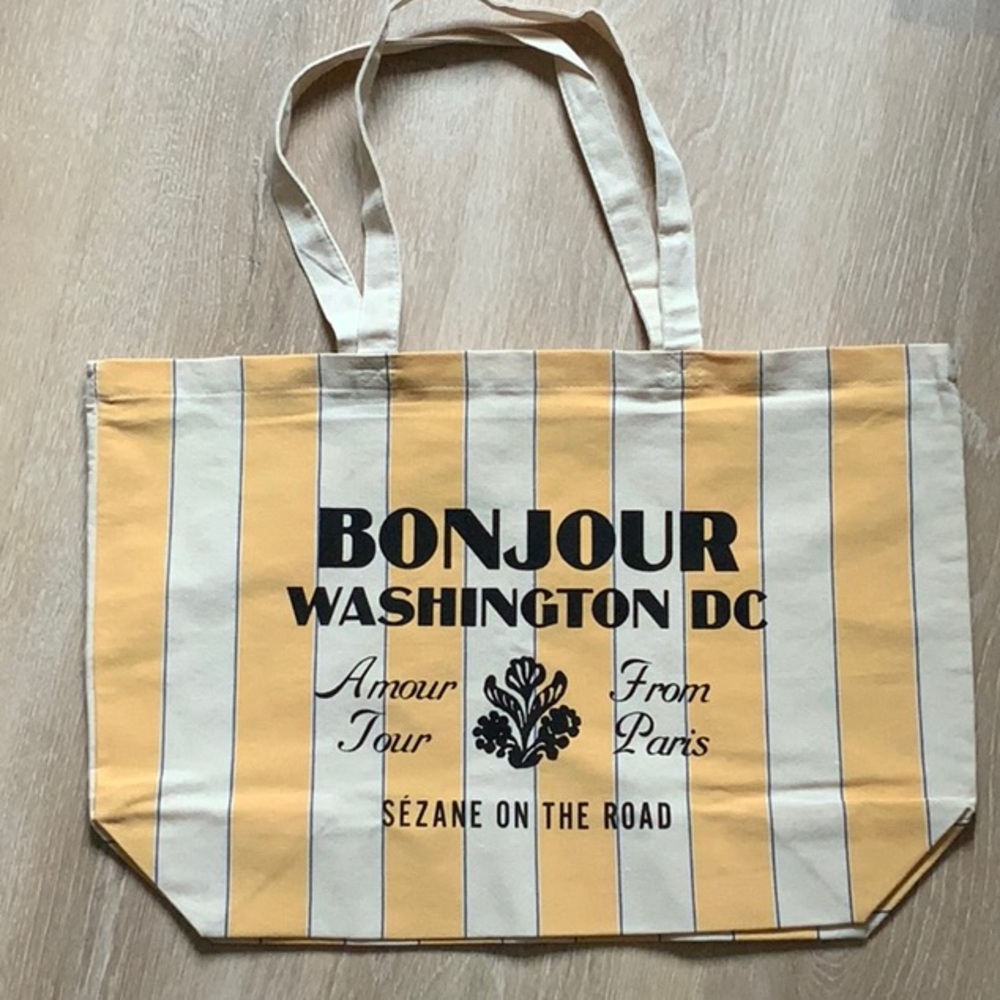 BONJOUR
WASHINGTON DC
Amour From
Tour Paris
SÉZANE ON THE ROAD